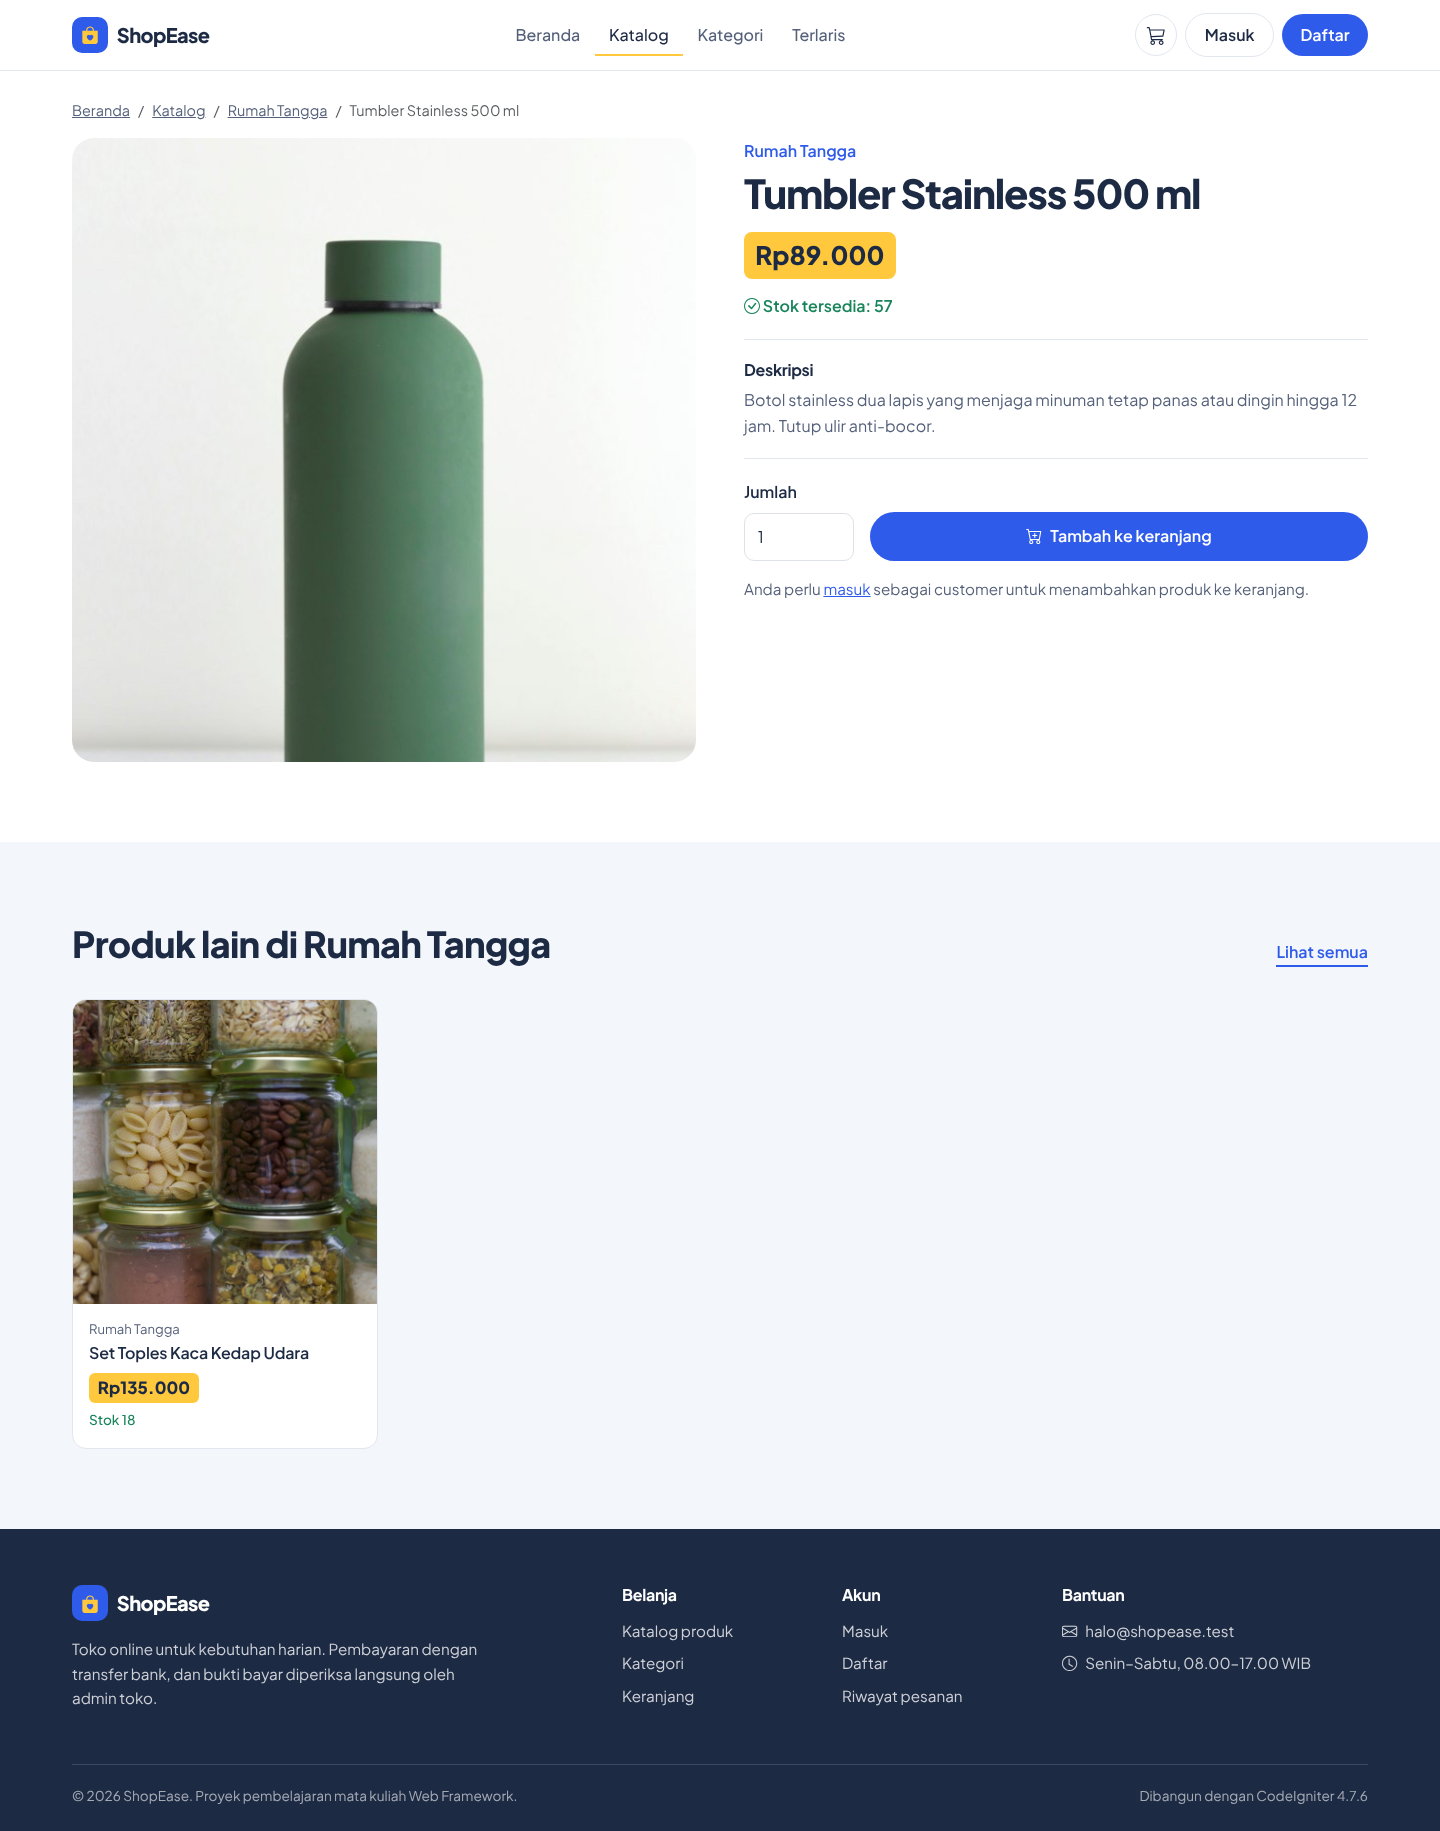 ShopEase
Beranda
Katalog
Kategori
Terlaris
Masuk
Daftar
Beranda / Katalog / Rumah Tangga / Tumbler Stainless 500 ml
Rumah Tangga
Tumbler Stainless 500 ml
Rp89.000
Stok tersedia: 57
Deskripsi
Botol stainless dua lapis yang menjaga minuman tetap panas atau dingin hingga 12
jam. Tutup ulir anti-bocor.
Jumlah
1
Tambah ke keranjang
Anda perlu masuk sebagai customer untuk menambahkan produk ke keranjang.
Produk lain di Rumah Tangga
Lihat semua
Rumah Tangga
Set Toples Kaca Kedap Udara
Rp135.000
Stok 18
ShopEase
Toko online untuk kebutuhan harian. Pembayaran dengan
transfer bank, dan bukti bayar diperiksa langsung oleh
admin toko.
Belanja
Katalog produk
Kategori
Keranjang
Akun
Masuk
Daftar
Riwayat pesanan
Bantuan
halo@shopease.test
Senin–Sabtu, 08.00–17.00 WIB
© 2026 ShopEase. Proyek pembelajaran mata kuliah Web Framework.
Dibangun dengan CodeIgniter 4.7.6